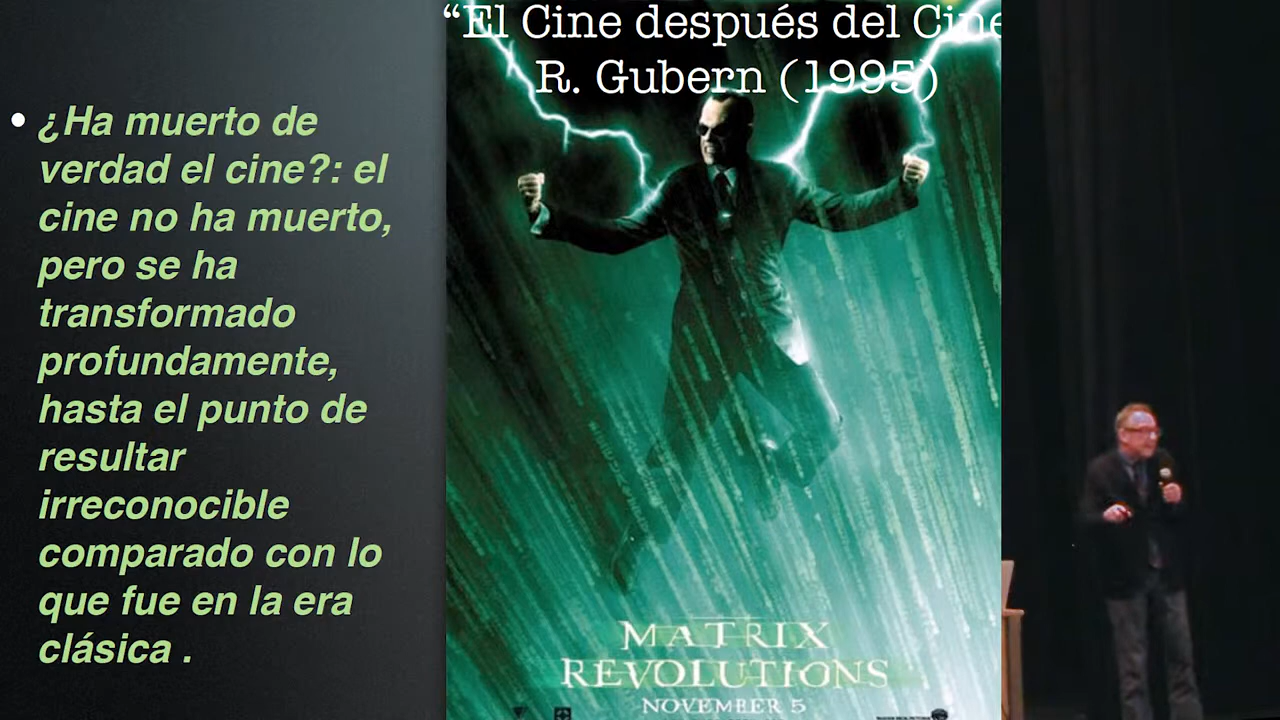 “El Cine después del Cine
R. Gubern (1995)
• ¿Ha muerto de
verdad el cine?: el
cine no ha muerto,
pero se ha
transformado
profundamente,
hasta el punto de
resultar
irreconocible
comparado con lo
que fue en la era
clásica .
MATRIX
REVOLUTIONS
NOVEMBER 5